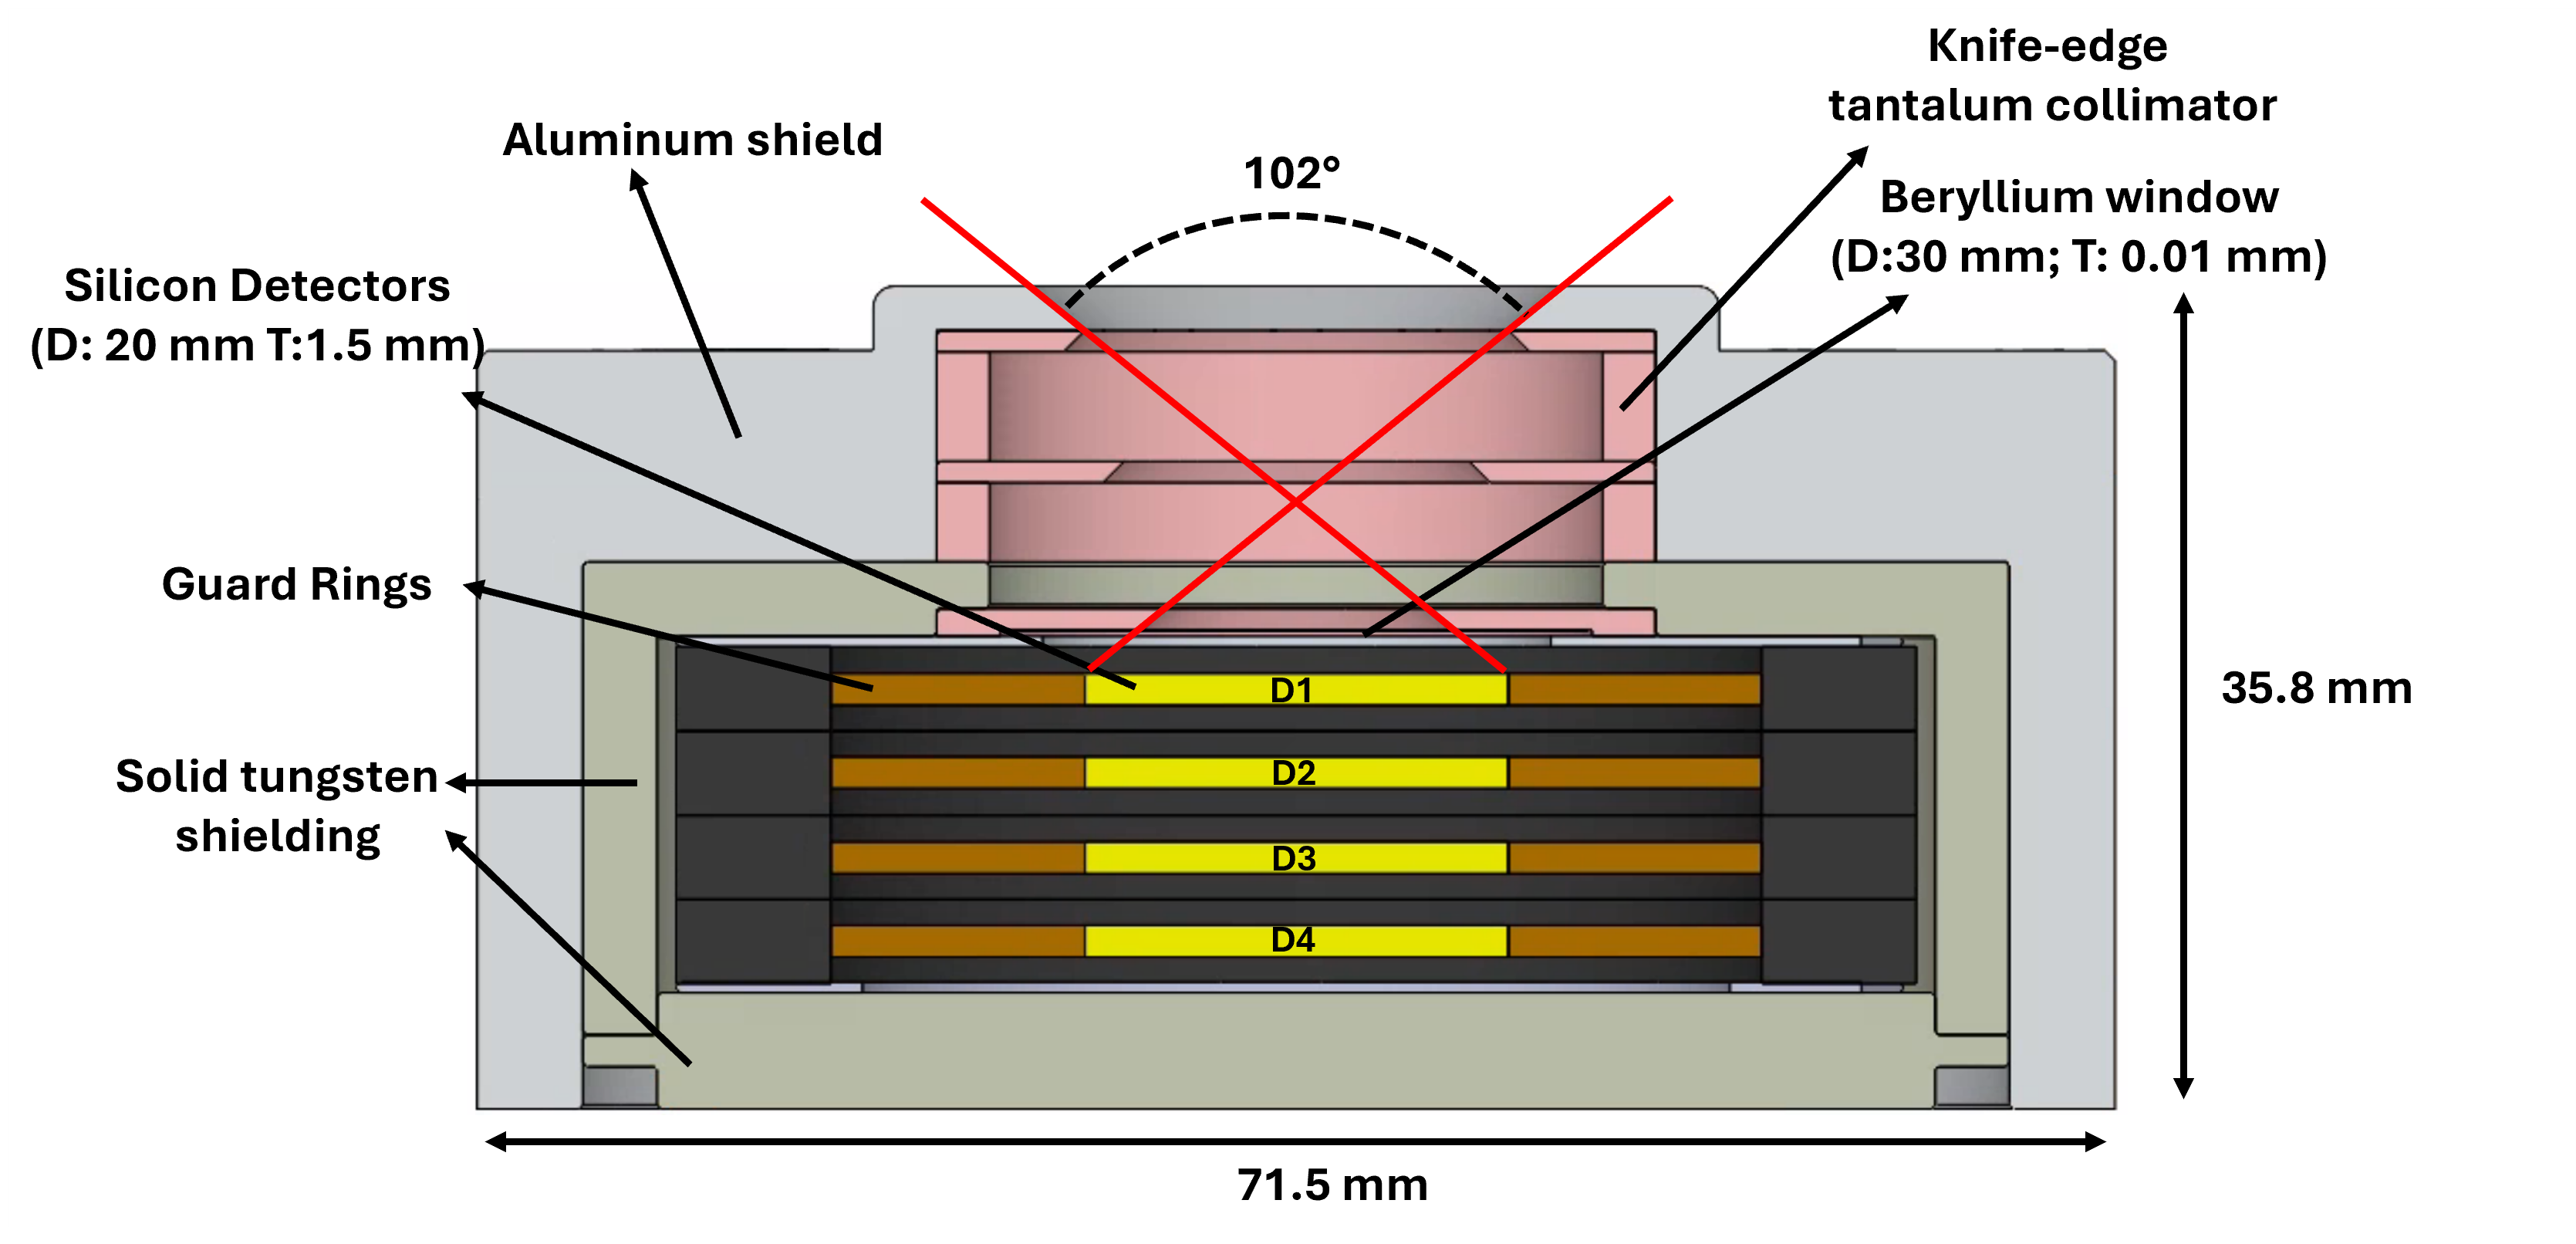 Knife-edge
tantalum collimator
Aluminum shield
102°
Beryllium window
(D:30 mm; T: 0.01 mm)
Silicon Detectors
(D: 20 mm T:1.5 mm)
Guard Rings
D1
35.8 mm
Solid tungsten
shielding
D2
D3
D4
71.5 mm